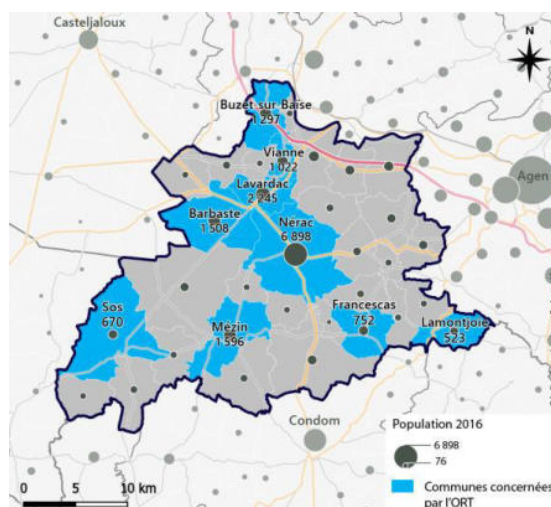 Casteljaloux
N
Buzet-sur-Baïse
1 297
Vianne
1 022
Agen
Lavardac
2 245
Barbaste
1 508
Nérac
6 898
Sos
670
Mézin
1 596
Francescas
752
Lamontjoie
523
Condom
Population 2016
6 898
76
Communes concernées
par l'ORT
0 5 10 km